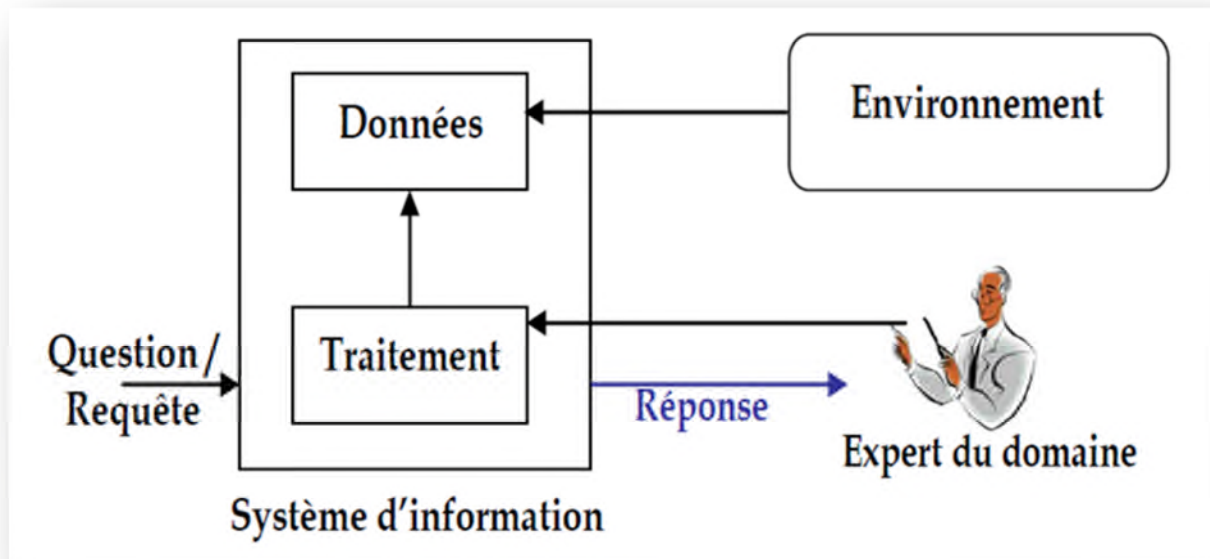 Données
Environnement
Question/
Requête
Traitement
Réponse
Expert du domaine
Système d’information